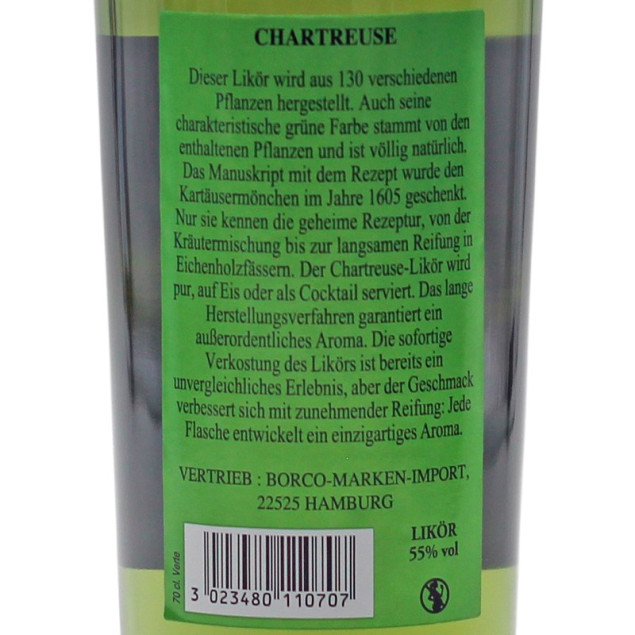 CHARTREUSE
Dieser Likör wird aus 130 verschiedenen
Pflanzen hergestellt. Auch seine
charakteristische grüne Farbe stammt von den
enthaltenen Pflanzen und ist völlig natürlich.
Das Manuskript mit dem Rezept wurde den
Kartäusermönchen im Jahre 1605 geschenkt.
Nur sie kennen die geheime Rezeptur, von der
Kräutermischung bis zur langsamen Reifung in
Eichenholzfässern. Der Chartreuse-Likör wird
pur, auf Eis oder als Cocktail serviert. Das lange
Herstellungsverfahren garantiert ein
außerordentliches Aroma. Die sofortige
Verkostung des Likörs ist bereits ein
unvergleichliches Erlebnis, aber der Geschmack
verbessert sich mit zunehmender Reifung: Jede
Flasche entwickelt ein einzigartiges Aroma.
VERTRIEB : BORCO-MARKEN-IMPORT,
22525 HAMBURG
70 cl. Verte
3 023480 110707
LIKÖR
55% vol